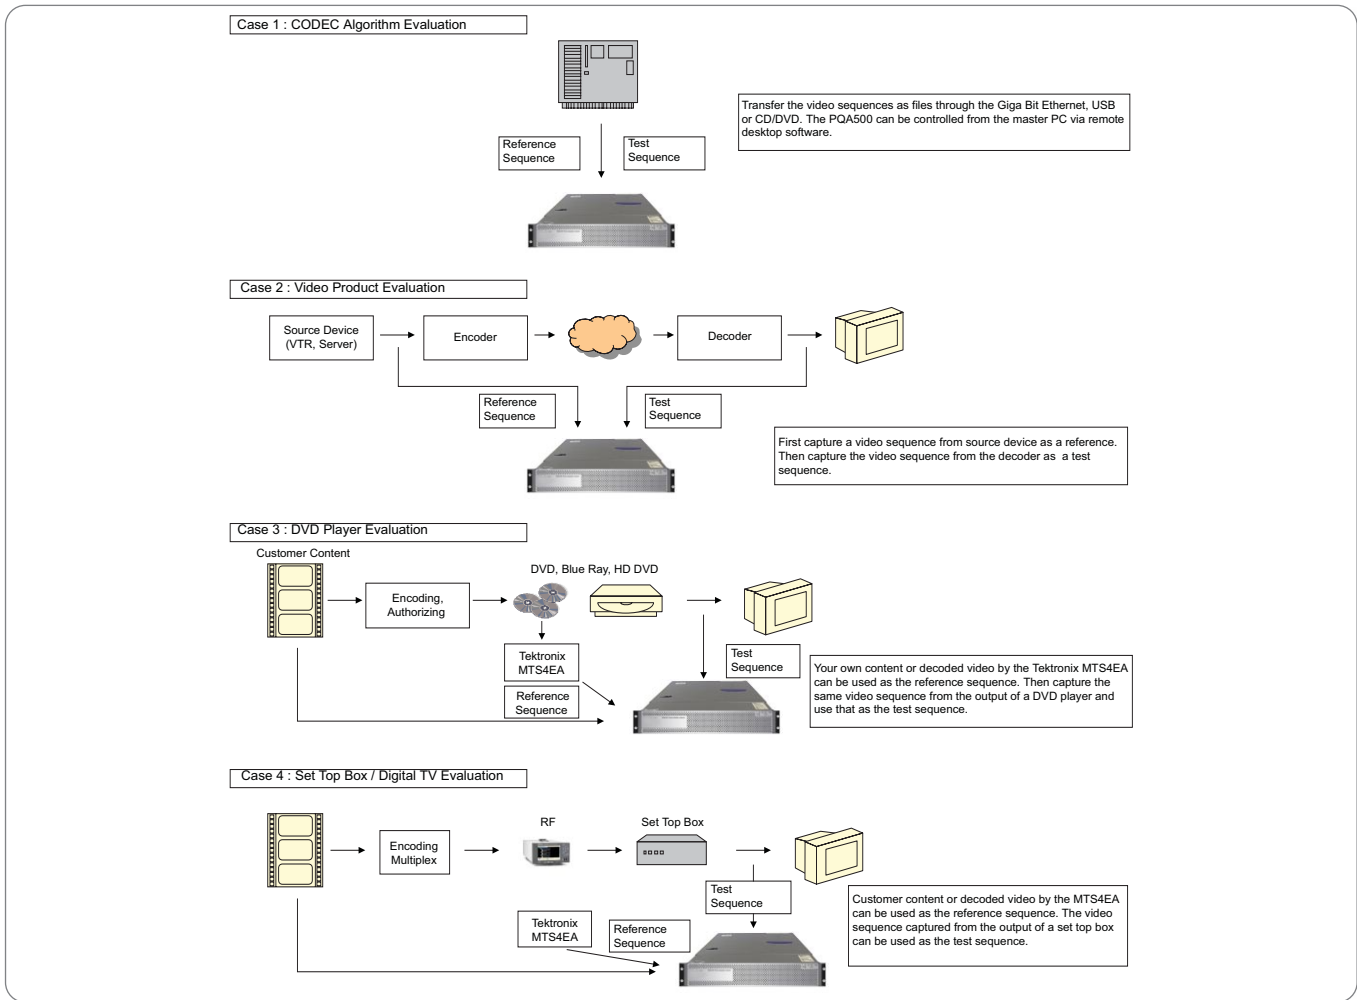 Case 1 : CODEC Algorithm Evaluation
Transfer the video sequences as files through the Giga Bit Ethernet, USB
or CD/DVD. The PQA500 can be controlled from the master PC via remote
desktop software.
Reference
Sequence
Test
Sequence
Case 2 : Video Product Evaluation
Source Device
(VTR, Server)
Encoder
Decoder
Reference
Sequence
Test
Sequence
First capture a video sequence from source device as a reference.
Then capture the video sequence from the decoder as a test
sequence.
Case 3 : DVD Player Evaluation
Customer Content
DVD, Blue Ray, HD DVD
Encoding,
Authorizing
Tektronix
MTS4EA
Reference
Sequence
Test
Sequence
Your own content or decoded video by the Tektronix MTS4EA
can be used as the reference sequence. Then capture the
same video sequence from the output of a DVD player and
use that as the test sequence.
Case 4 : Set Top Box / Digital TV Evaluation
RF
Set Top Box
Encoding
Multiplex
Test
Sequence
Tektronix
MTS4EA
Reference
Sequence
Customer content or decoded video by the MTS4EA
can be used as the reference sequence. The video
sequence captured from the output of a set top box
can be used as the test sequence.